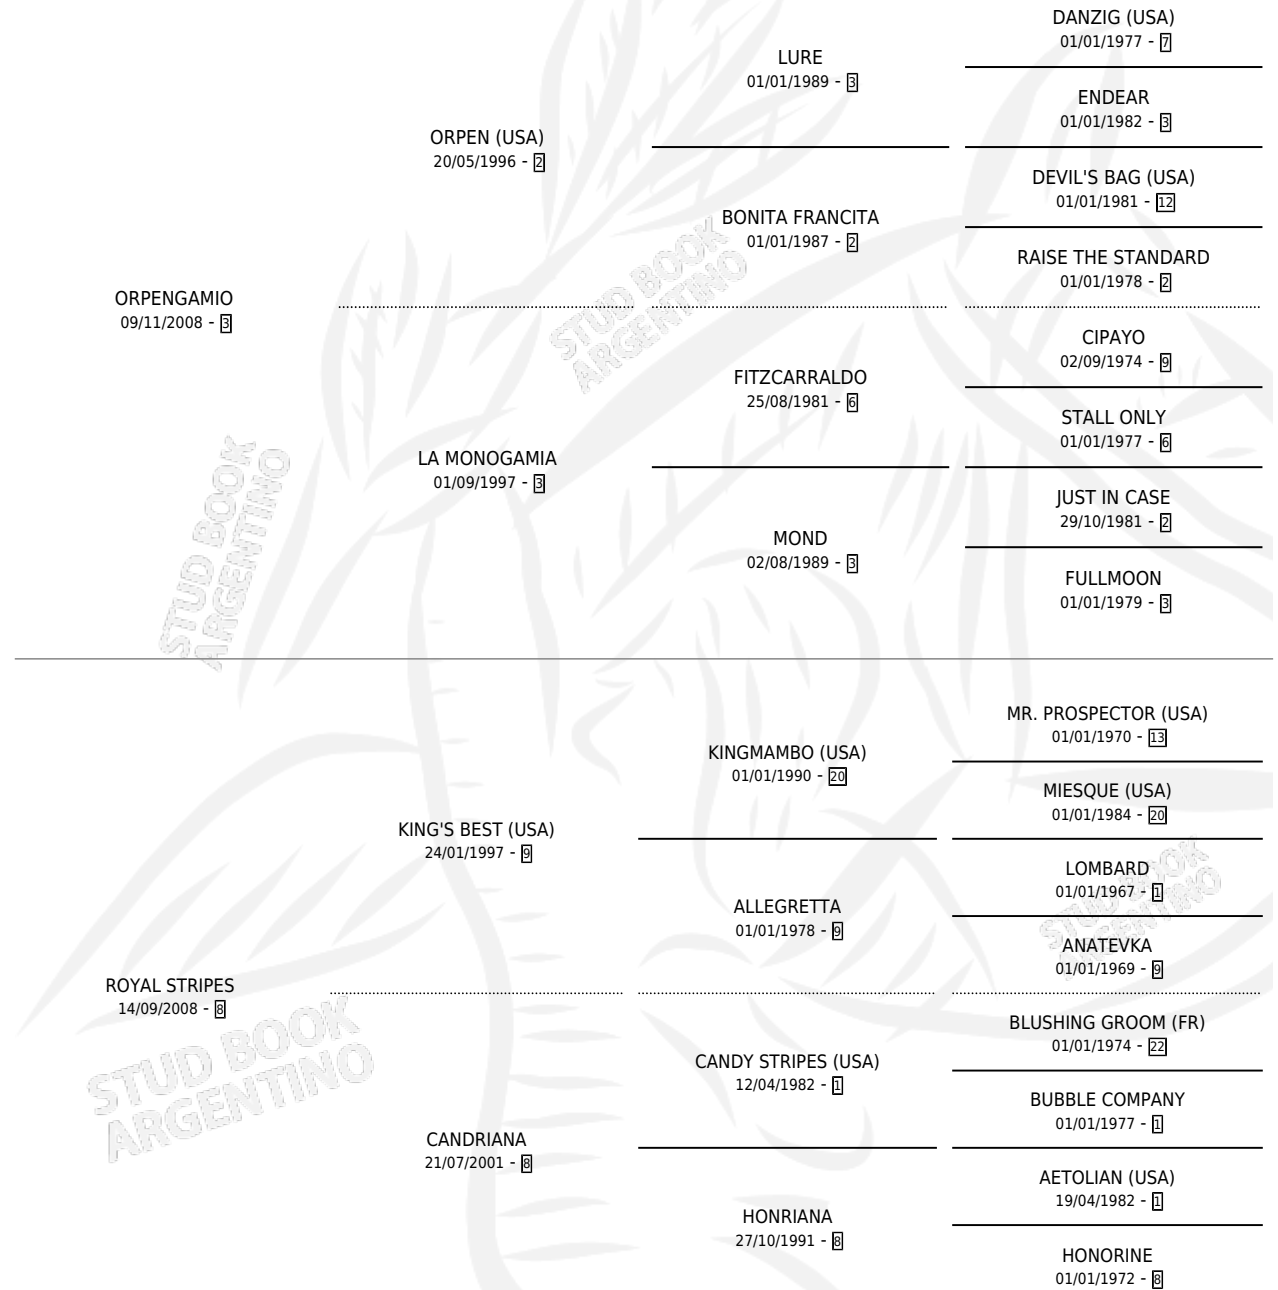 DANZIG (USA)
01/01/1977 - 7
LURE
01/01/1989 - 3
ENDEAR
01/01/1982 - 3
ORPEN (USA)
20/05/1996 - 2
DEVIL'S BAG (USA)
01/01/1981 - 12
BONITA FRANCITA
01/01/1987 - 2
RAISE THE STANDARD
01/01/1978 - 2
ORPENGAMIO
09/11/2008 - 3
CIPAYO
02/09/1974 - 9
FITZCARRALDO
25/08/1981 - 6
STALL ONLY
01/01/1977 - 6
LA MONOGAMIA
01/09/1997 - 3
JUST IN CASE
29/10/1981 - 2
MOND
02/08/1989 - 3
FULLMOON
01/01/1979 - 3
MR. PROSPECTOR (USA)
01/01/1970 - 13
KINGMAMBO (USA)
01/01/1990 - 20
MIESQUE (USA)
01/01/1984 - 20
KING'S BEST (USA)
24/01/1997 - 9
LOMBARD
01/01/1967 - 1
ALLEGRETTA
01/01/1978 - 9
ANATEVKA
01/01/1969 - 9
ROYAL STRIPES
14/09/2008 - 8
BLUSHING GROOM (FR)
01/01/1974 - 22
CANDY STRIPES (USA)
12/04/1982 - 1
BUBBLE COMPANY
01/01/1977 - 1
CANDRIANA
21/07/2001 - 8
AETOLIAN (USA)
19/04/1982 - 1
HONRIANA
27/10/1991 - 8
HONORINE
01/01/1972 - 8
STUD BOOK
ARGENTINO
STUD BOOK
ARGENTINO
STUD BOOK
ARGENTINO
STUD BOOK
ARGENTINO